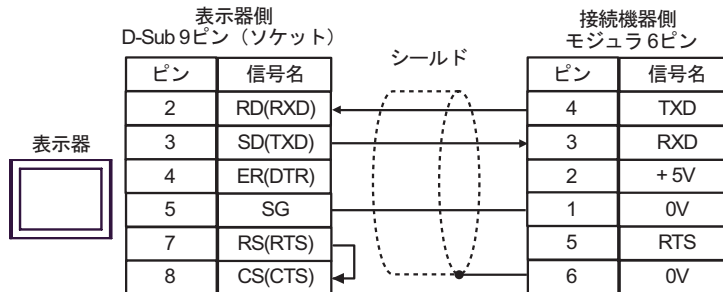 表示器側
D-Sub 9ピン（ソケット）
接続機器側
モジュラ 6ピン
シールド
ピン 信号名 ピン 信号名
2 RD(RXD) 4 TXD
表示器
3 SD(TXD) 3 RXD
4 ER(DTR) 2 +5V
5 SG 1 0V
7 RS(RTS) 5 RTS
8 CS(CTS) 6 0V